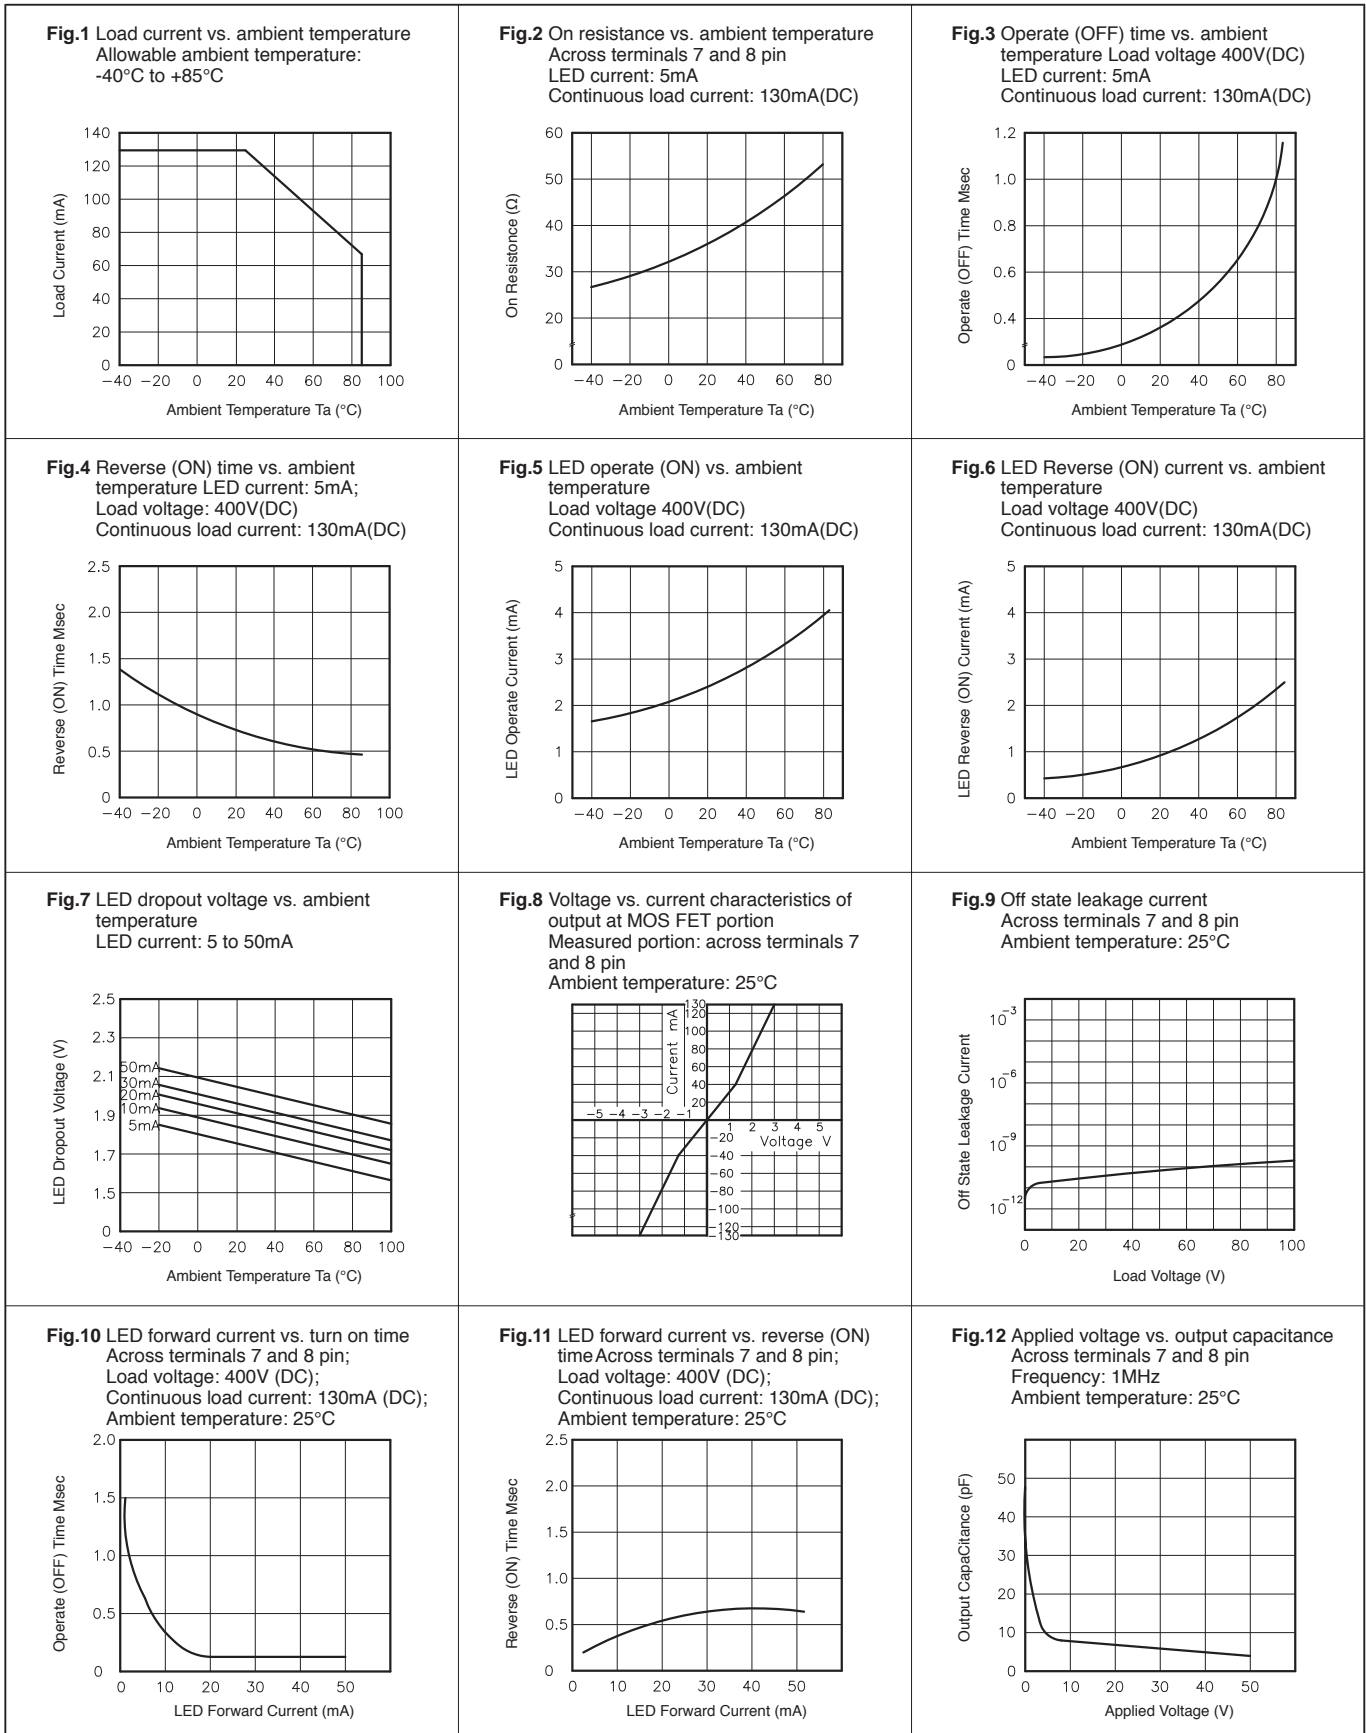 Fig.1 Load current vs. ambient temperature
Allowable ambient temperature:
-40°C to +85°C
140
120
100
80
60
40
20
0
−40 −20 0 20 40 60 80 100
Load Current (mA)
Ambient Temperature Ta (°C)
Fig.2 On resistance vs. ambient temperature
Across terminals 7 and 8 pin
LED current: 5mA
Continuous load current: 130mA(DC)
60
50
40
30
20
0
−40 −20 0 20 40 60 80
On Resistonce (Ω)
Ambient Temperature Ta (°C)
Fig.3 Operate (OFF) time vs. ambient
temperature Load voltage 400V(DC)
LED current: 5mA
Continuous load current: 130mA(DC)
1.2
1.0
0.8
0.6
0.4
0
−40 −20 0 20 40 60 80
Operate (OFF) Time Msec
Ambient Temperature Ta (°C)
Fig.4 Reverse (ON) time vs. ambient
temperature LED current: 5mA;
Load voltage: 400V(DC)
Continuous load current: 130mA(DC)
2.5
2.0
1.5
1.0
0.5
0
−40 −20 0 20 40 60 80 100
Reverse (ON) Time Msec
Ambient Temperature Ta (°C)
Fig.5 LED operate (ON) vs. ambient
temperature
Load voltage 400V(DC)
Continuous load current: 130mA(DC)
5
4
3
2
1
0
−40 −20 0 20 40 60 80
LED Operate Current (mA)
Ambient Temperature Ta (°C)
Fig.6 LED Reverse (ON) current vs. ambient
temperature
Load voltage 400V(DC)
Continuous load current: 130mA(DC)
5
4
3
2
1
0
−40 −20 0 20 40 60 80
LED Reverse (ON) Current (mA)
Ambient Temperature Ta (°C)
Fig.7 LED dropout voltage vs. ambient
temperature
LED current: 5 to 50mA
2.5
2.3
2.1
1.9
1.7
1.5
0
50mA
30mA
20mA
10mA
5mA
−40 −20 0 20 40 60 80 100
LED Dropout Voltage (V)
Ambient Temperature Ta (°C)
Fig.8 Voltage vs. current characteristics of
output at MOS FET portion
Measured portion: across terminals 7
and 8 pin
Ambient temperature: 25°C
130
120
100
80
60
40
20
Current mA
−5 −4 −3 −2 −1
1 2 3 4 5
Voltage V
−20
−40
−60
−80
−100
−120
−130
Fig.9 Off state leakage current
Across terminals 7 and 8 pin
Ambient temperature: 25°C
10−3
10−6
10−9
10−12
0 20 40 60 80 100
Off State Leakage Current
Load Voltage (V)
Fig.10 LED forward current vs. turn on time
Across terminals 7 and 8 pin;
Load voltage: 400V (DC);
Continuous load current: 130mA (DC);
Ambient temperature: 25°C
2.0
1.5
1.0
0.5
0
0 10 20 30 40 50
Operate (OFF) Time Msec
LED Forward Current (mA)
Fig.11 LED forward current vs. reverse (ON)
timeAcross terminals 7 and 8 pin;
Load voltage: 400V (DC);
Continuous load current: 130mA (DC);
Ambient temperature: 25°C
2.5
2.0
1.5
1.0
0.5
0
0 10 20 30 40 50
Reverse (ON) Time Msec
LED Forward Current (mA)
Fig.12 Applied voltage vs. output capacitance
Across terminals 7 and 8 pin
Frequency: 1MHz
Ambient temperature: 25°C
50
40
30
20
10
0
0 10 20 30 40 50
Output CapaCitance (pF)
Applied Voltage (V)